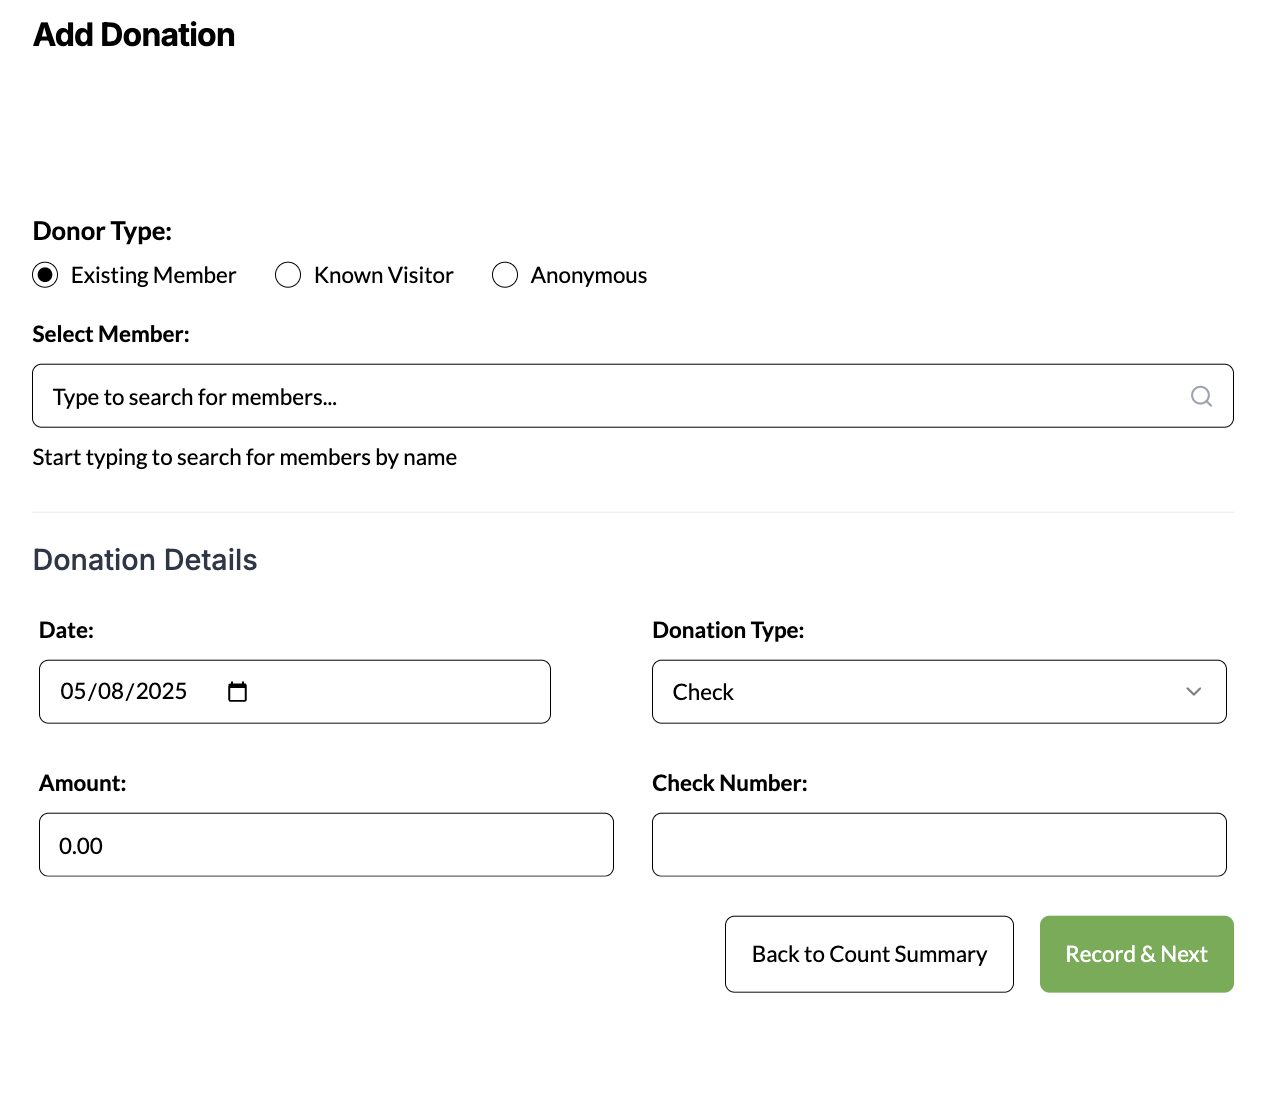 Add Donation
Donor Type:
Existing Member Known Visitor Anonymous
Select Member:
Type to search for members...
Start typing to search for members by name
Donation Details
Date: Donation Type:
05/08/2025 Check
Amount: Check Number:
0.00
Back to Count Summary Record & Next